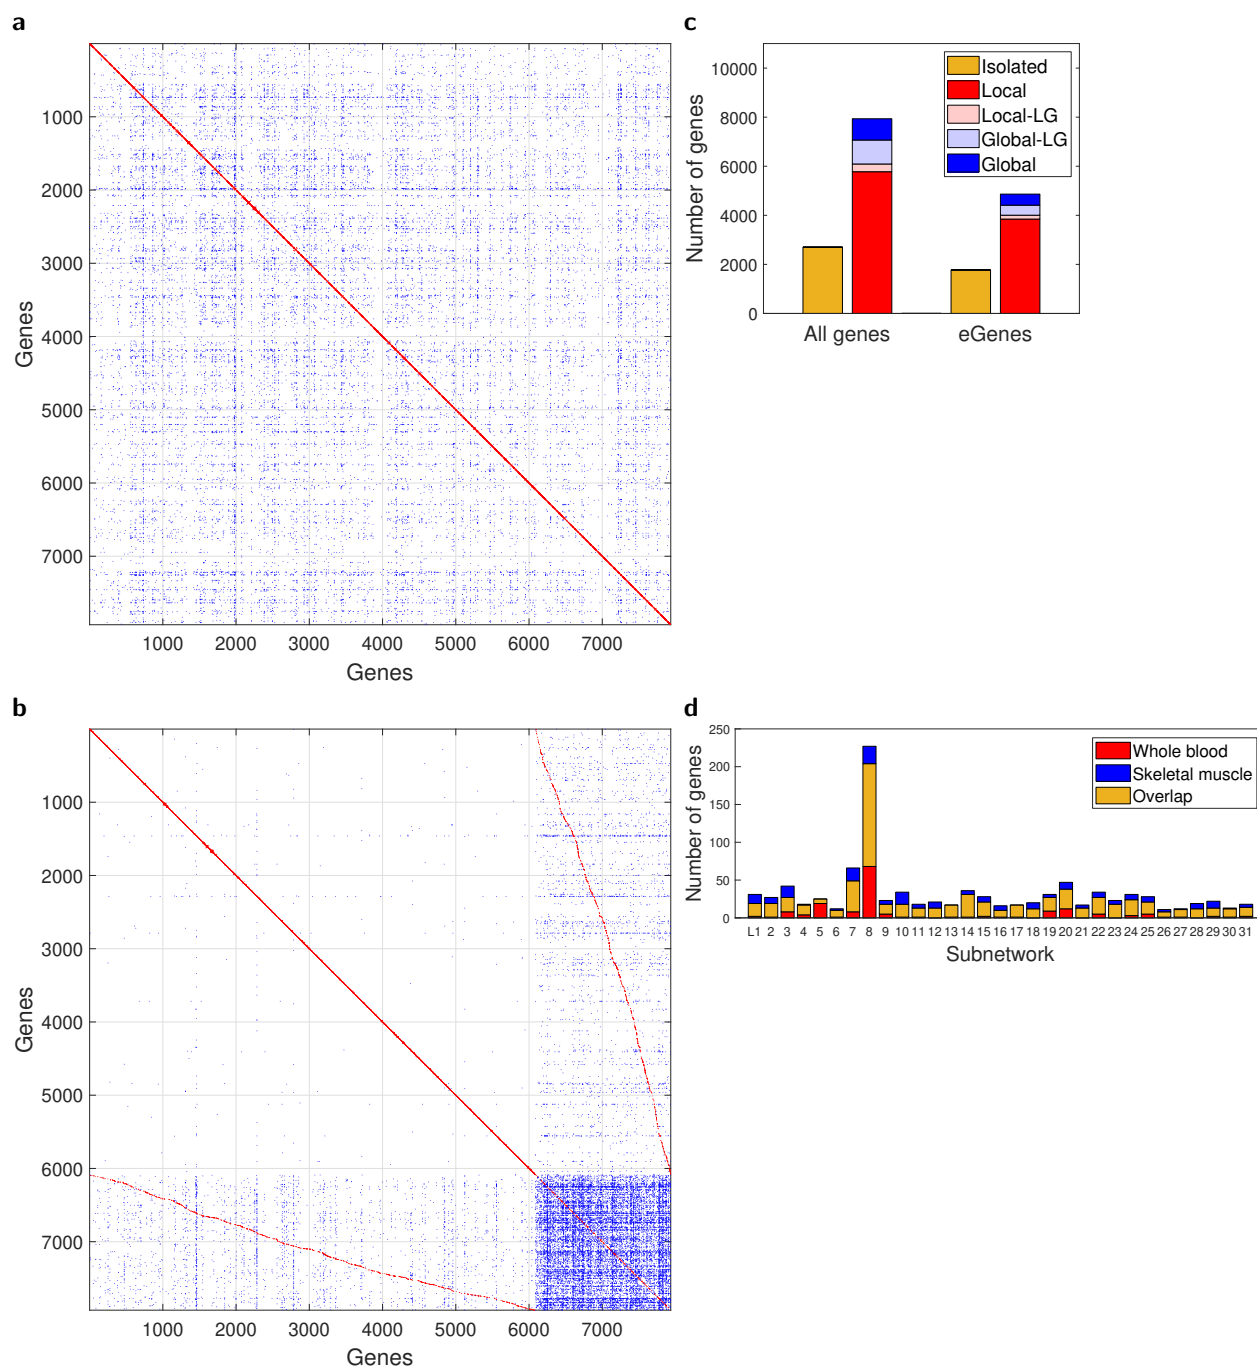 a
1000
2000
3000
4000
5000
6000
7000
Genes
1000 2000 3000 4000 5000 6000 7000
Genes
c
10000
8000
6000
4000
2000
0
Number of genes
Isolated
Local
Local-LG
Global-LG
Global
All genes eGenes
b
1000
2000
3000
4000
5000
6000
7000
Genes
1000 2000 3000 4000 5000 6000 7000
Genes
d
250
200
150
100
50
0
Number of genes
Whole blood
Skeletal muscle
Overlap
L1 2 3 4 5 6 7 8 9 10 11 12 13 14 15 16 17 18 19 20 21 22 23 24 25 26 27 28 29 30 31
Subnetwork